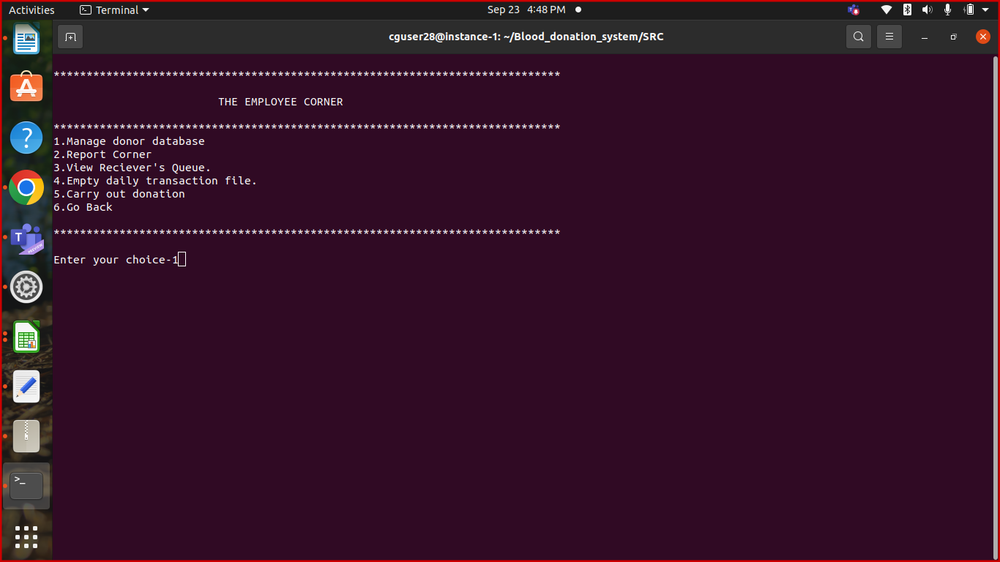 Activities Terminal Sep 23 4:48 PM
cguser28@instance-1: ~/Blood_donation_system/SRC
*****************************************************************************
THE EMPLOYEE CORNER
*****************************************************************************
1.Manage donor database
2.Report Corner
3.View Reciever's Queue.
4.Empty daily transaction file.
5.Carry out donation
6.Go Back
*****************************************************************************
Enter your choice-1